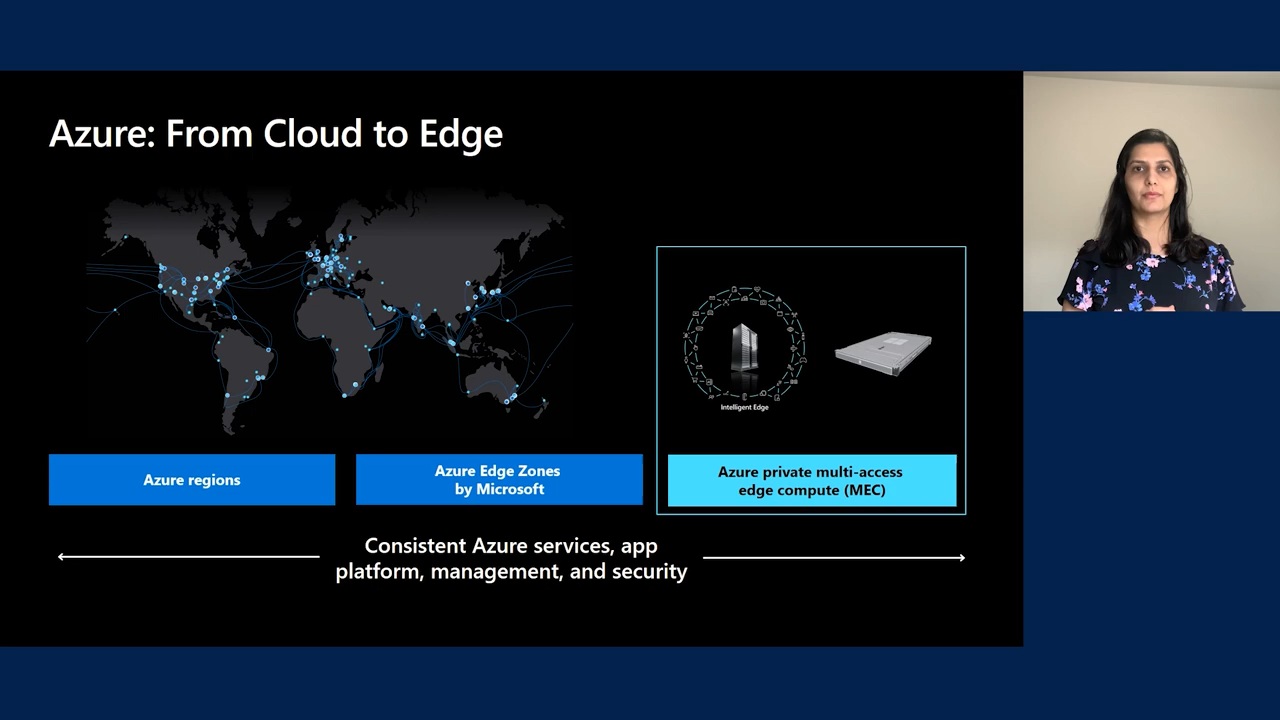 Azure: From Cloud to Edge
Intelligent Edge
Azure regions
Azure Edge Zones
by Microsoft
Azure private multi-access
edge compute (MEC)
Consistent Azure services, app
platform, management, and security